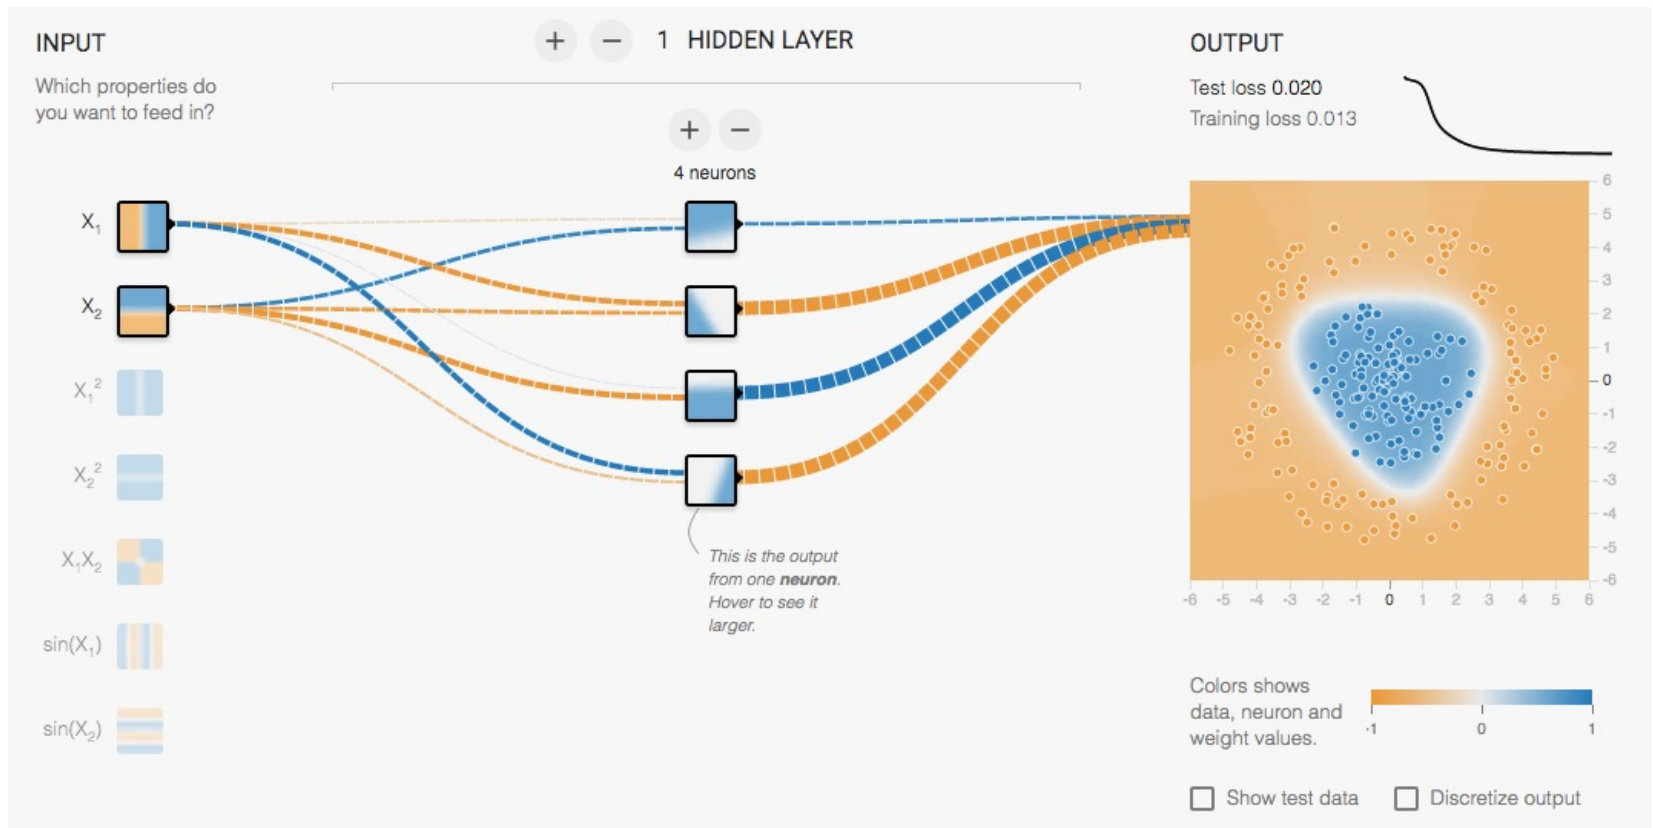 INPUT
Which properties do
you want to feed in?
X1
X2
X1²
X2²
X1X2
sin(X1)
sin(X2)
+ − 1 HIDDEN LAYER
+ −
4 neurons
This is the output
from one neuron.
Hover to see it
larger.
OUTPUT
Test loss 0.020
Training loss 0.013
6
5
4
3
2
1
0
-1
-2
-3
-4
-5
-6
-6 -5 -4 -3 -2 -1 0 1 2 3 4 5 6
Colors shows
data, neuron and
weight values.
-1 0 1
Show test data Discretize output